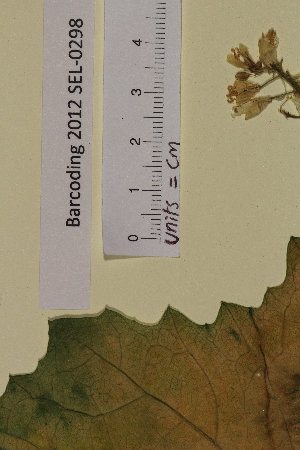 Barcoding 2012 SEL-0298
0 1 2 3 4
units = cm